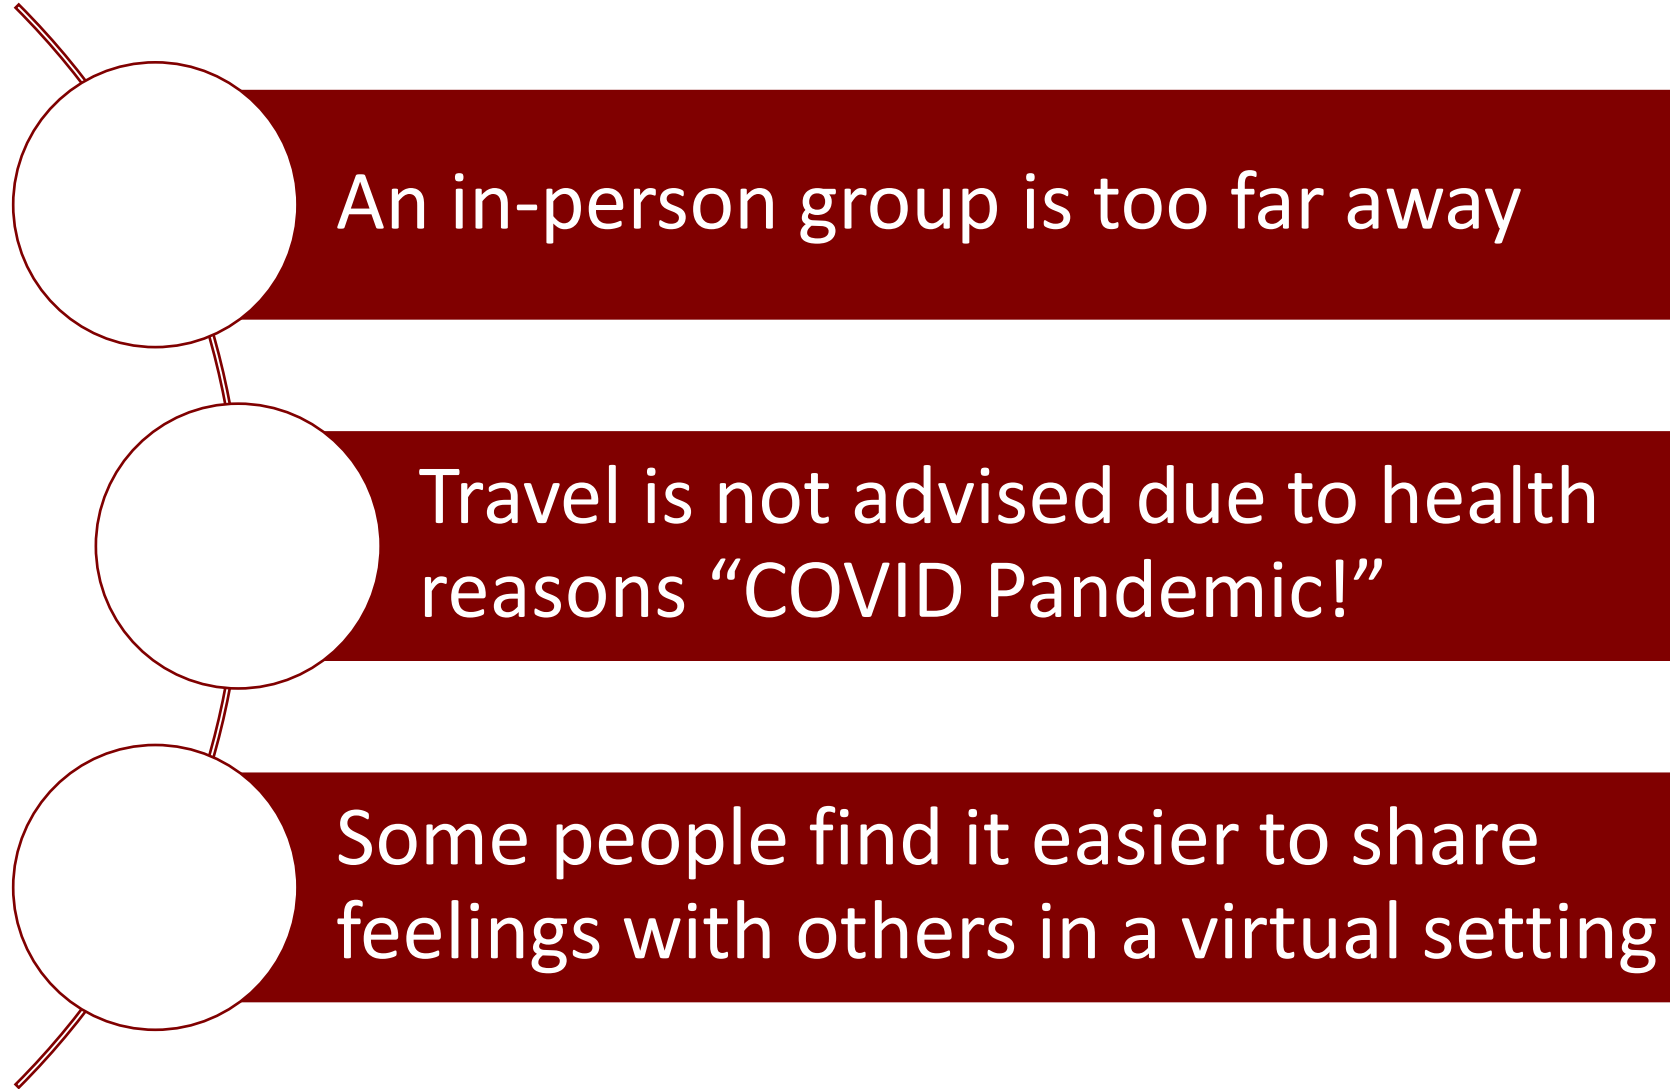 An in-person group is too far away
Travel is not advised due to health
reasons “COVID Pandemic!”
Some people find it easier to share
feelings with others in a virtual setting